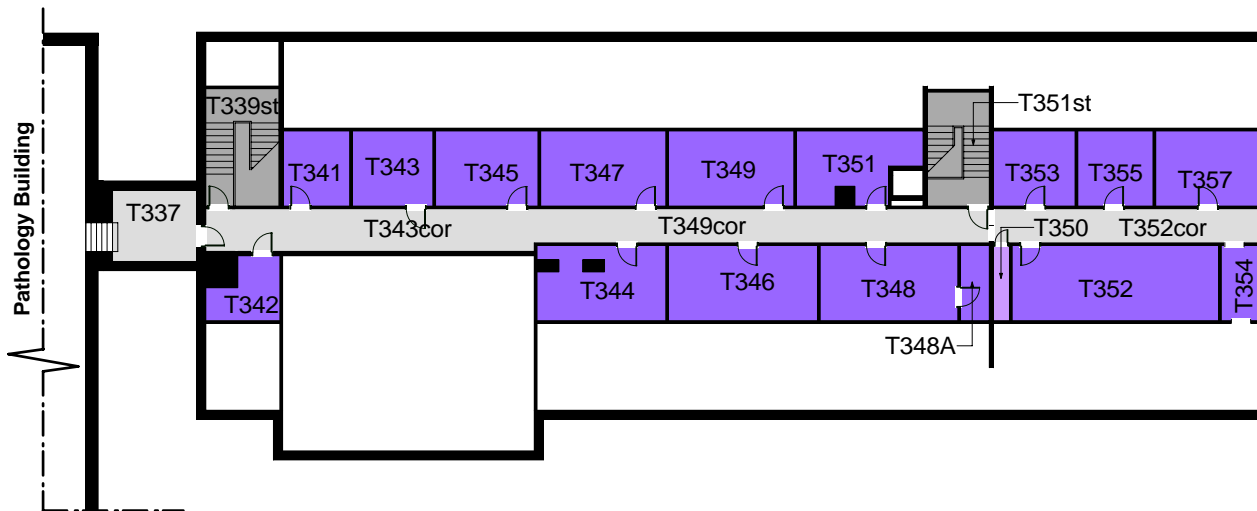 T339st
T351st
T341
T343
T345
T347
T349
T351
T353
T355
T357
T337
T343cor
T349cor
T350
T352cor
Pathology Building
T342
T344
T346
T348
T352
T354
T348A